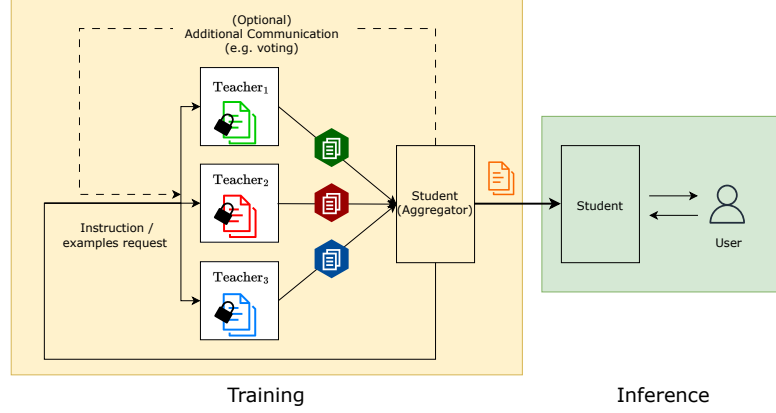 (Optional)
Additional Communication
(e.g. voting)
Teacher₁
Teacher₂
Teacher₃
Instruction /
examples request
Student
(Aggregator)
Student
User
Training
Inference